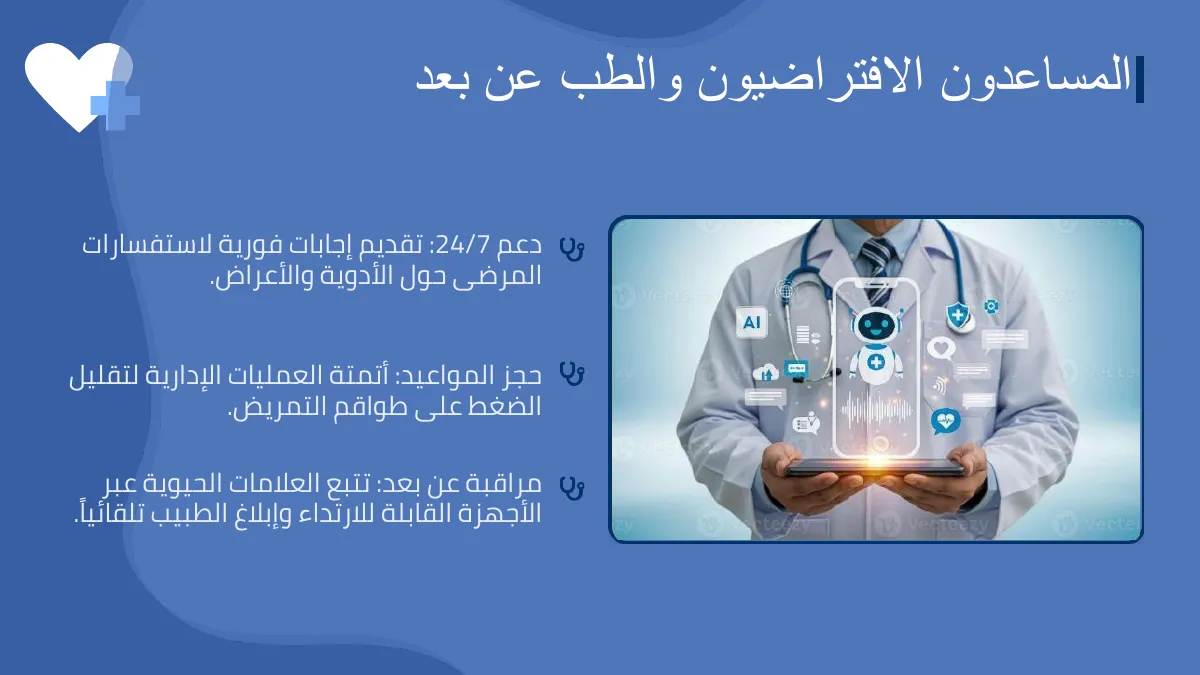 المساعدون الافتراضيون والطب عن بعد
دعم 24/7: تقديم إجابات فورية لاستفسارات
المرضى حول الأدوية والأعراض.
حجز المواعيد: أتمتة العمليات الإدارية لتقليل
الضغط على طواقم التمريض.
مراقبة عن بعد: تتبع العلامات الحيوية عبر
الأجهزة القابلة للارتداء وإبلاغ الطبيب تلقائياً.
AI
Vecteezy